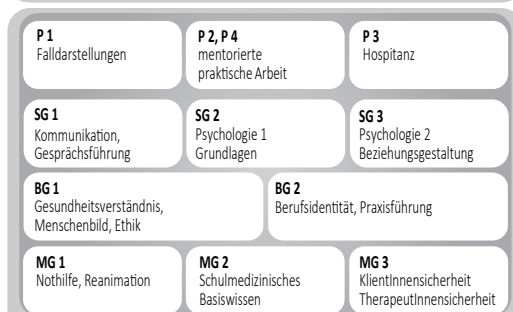 P 1
Falldarstellungen
P 2, P 4
mentorierte
praktische Arbeit
P 3
Hospitanz
SG 1
Kommunikation,
Gesprächsführung
SG 2
Psychologie 1
Grundlagen
SG 3
Psychologie 2
Beziehungsgestaltung
BG 1
Gesundheitsverständnis,
Menschenbild, Ethik
BG 2
Berufsidentität, Praxisführung
MG 1
Nothilfe, Reanimation
MG 2
Schulmedizinisches
Basiswissen
MG 3
KlientInnensicherheit
TherapeutInnensicherheit